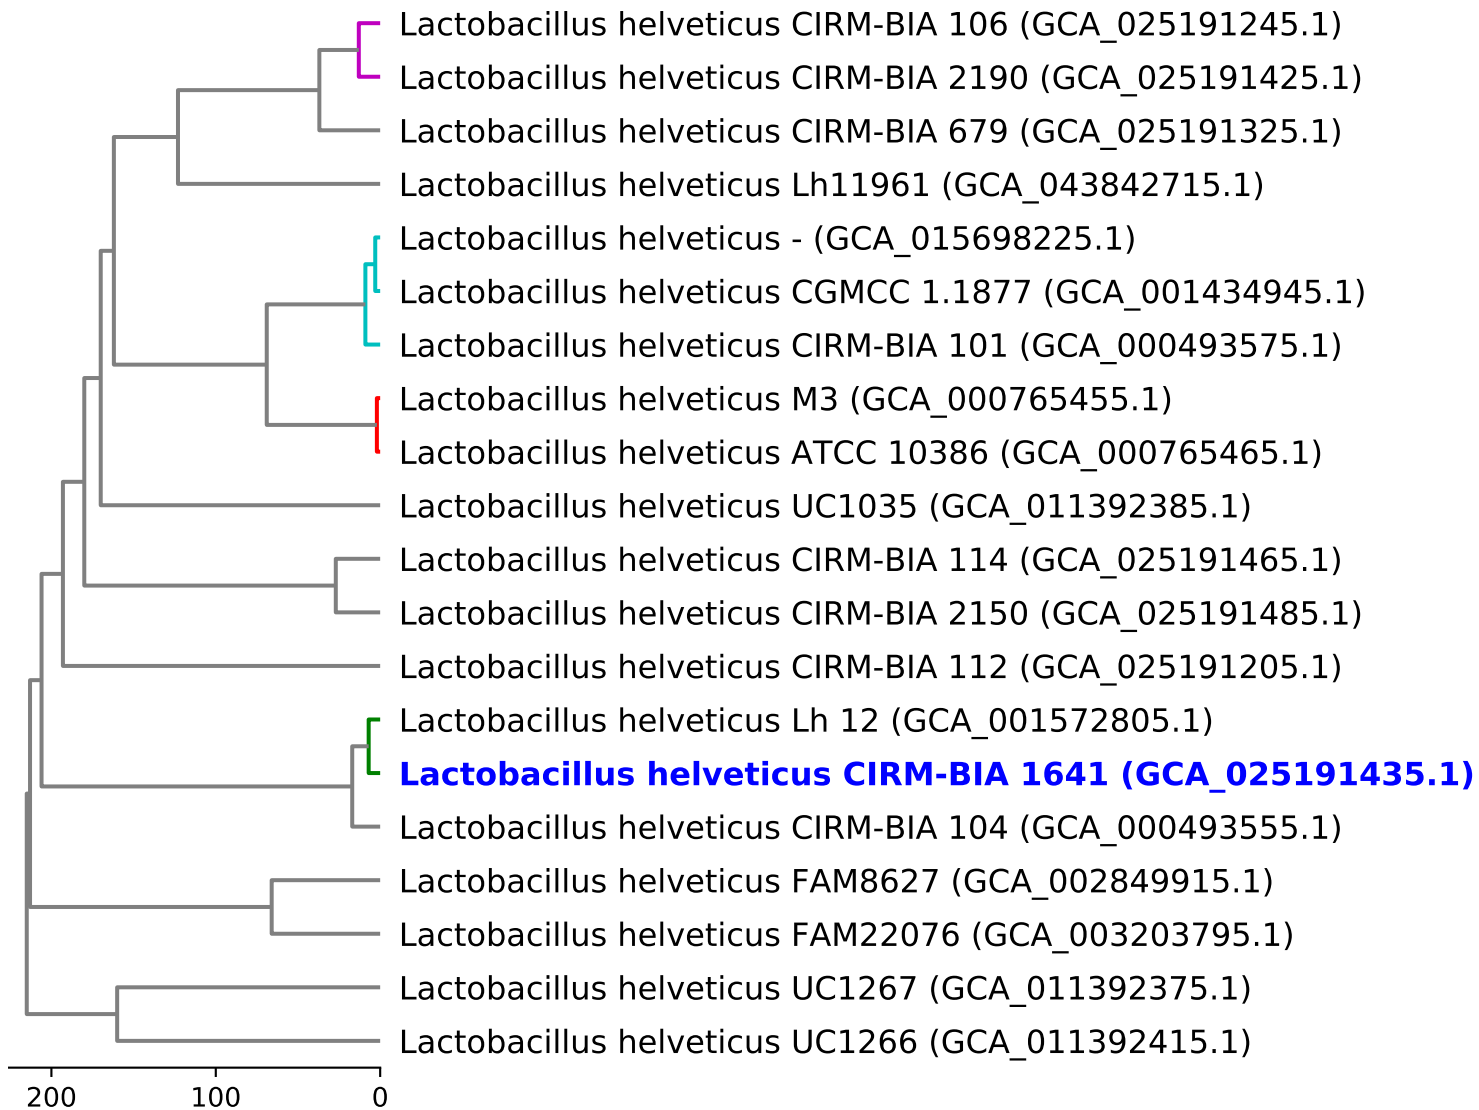 Lactobacillus helveticus CIRM-BIA 106 (GCA_025191245.1)
Lactobacillus helveticus CIRM-BIA 2190 (GCA_025191425.1)
Lactobacillus helveticus CIRM-BIA 679 (GCA_025191325.1)
Lactobacillus helveticus Lh11961 (GCA_043842715.1)
Lactobacillus helveticus - (GCA_015698225.1)
Lactobacillus helveticus CGMCC 1.1877 (GCA_001434945.1)
Lactobacillus helveticus CIRM-BIA 101 (GCA_000493575.1)
Lactobacillus helveticus M3 (GCA_000765455.1)
Lactobacillus helveticus ATCC 10386 (GCA_000765465.1)
Lactobacillus helveticus UC1035 (GCA_011392385.1)
Lactobacillus helveticus CIRM-BIA 114 (GCA_025191465.1)
Lactobacillus helveticus CIRM-BIA 2150 (GCA_025191485.1)
Lactobacillus helveticus CIRM-BIA 112 (GCA_025191205.1)
Lactobacillus helveticus Lh 12 (GCA_001572805.1)
Lactobacillus helveticus CIRM-BIA 1641 (GCA_025191435.1)
Lactobacillus helveticus CIRM-BIA 104 (GCA_000493555.1)
Lactobacillus helveticus FAM8627 (GCA_002849915.1)
Lactobacillus helveticus FAM22076 (GCA_003203795.1)
Lactobacillus helveticus UC1267 (GCA_011392375.1)
Lactobacillus helveticus UC1266 (GCA_011392415.1)
200 100 0